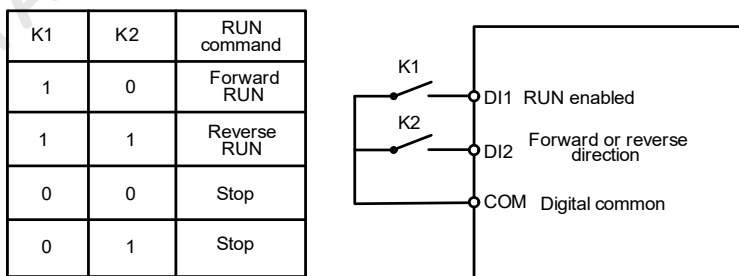 K1 K2 RUN command
1 0 Forward RUN
1 1 Reverse RUN
0 0 Stop
0 1 Stop
K1
DI1 RUN enabled
K2
DI2 Forward or reverse direction
COM Digital common